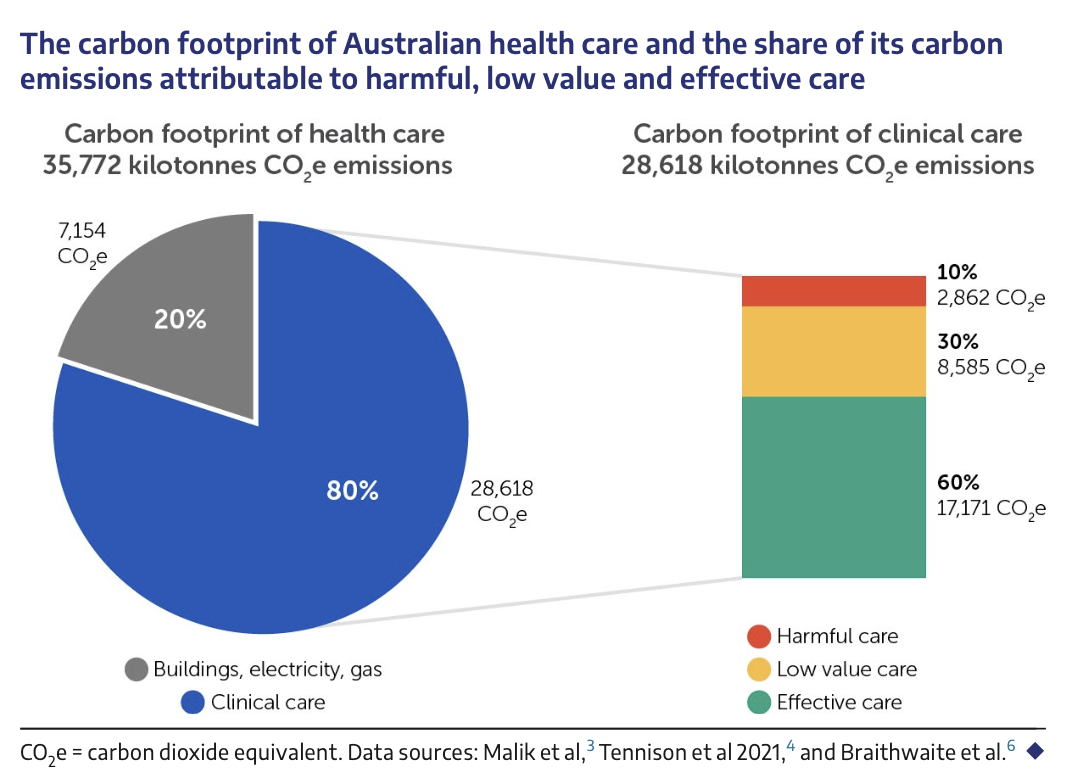 The carbon footprint of Australian health care and the share of its carbon
emissions attributable to harmful, low value and effective care
Carbon footprint of health care
35,772 kilotonnes CO₂e emissions
7,154
CO₂e
20%
80%
28,618
CO₂e
Buildings, electricity, gas
Clinical care
Carbon footprint of clinical care
28,618 kilotonnes CO₂e emissions
10%
2,862 CO₂e
30%
8,585 CO₂e
60%
17,171 CO₂e
Harmful care
Low value care
Effective care
CO₂e = carbon dioxide equivalent. Data sources: Malik et al,³ Tennison et al 2021,⁴ and Braithwaite et al.⁶ ◆